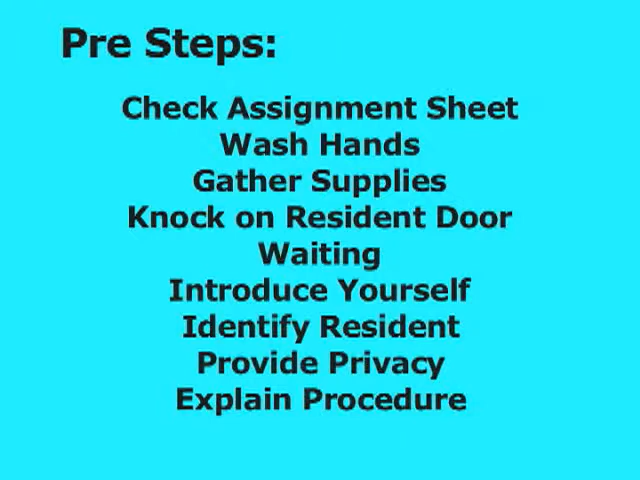 Pre Steps:
Check Assignment Sheet
Wash Hands
Gather Supplies
Knock on Resident Door
Waiting
Introduce Yourself
Identify Resident
Provide Privacy
Explain Procedure